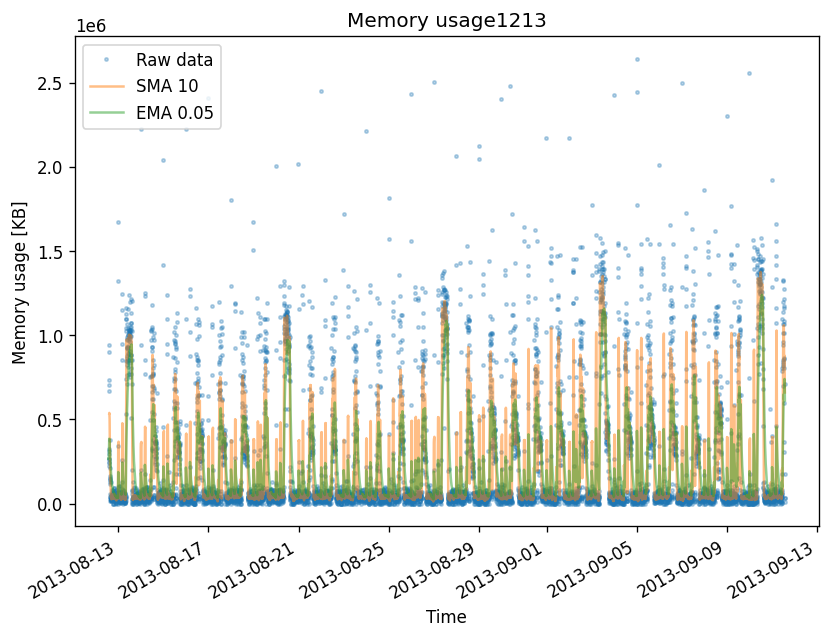 Memory usage1213
1e6
Raw data
SMA 10
EMA 0.05
2.5
2.0
1.5
1.0
0.5
0.0
Memory usage [KB]
2013-08-13
2013-08-17
2013-08-21
2013-08-25
2013-08-29
2013-09-01
2013-09-05
2013-09-09
2013-09-13
Time